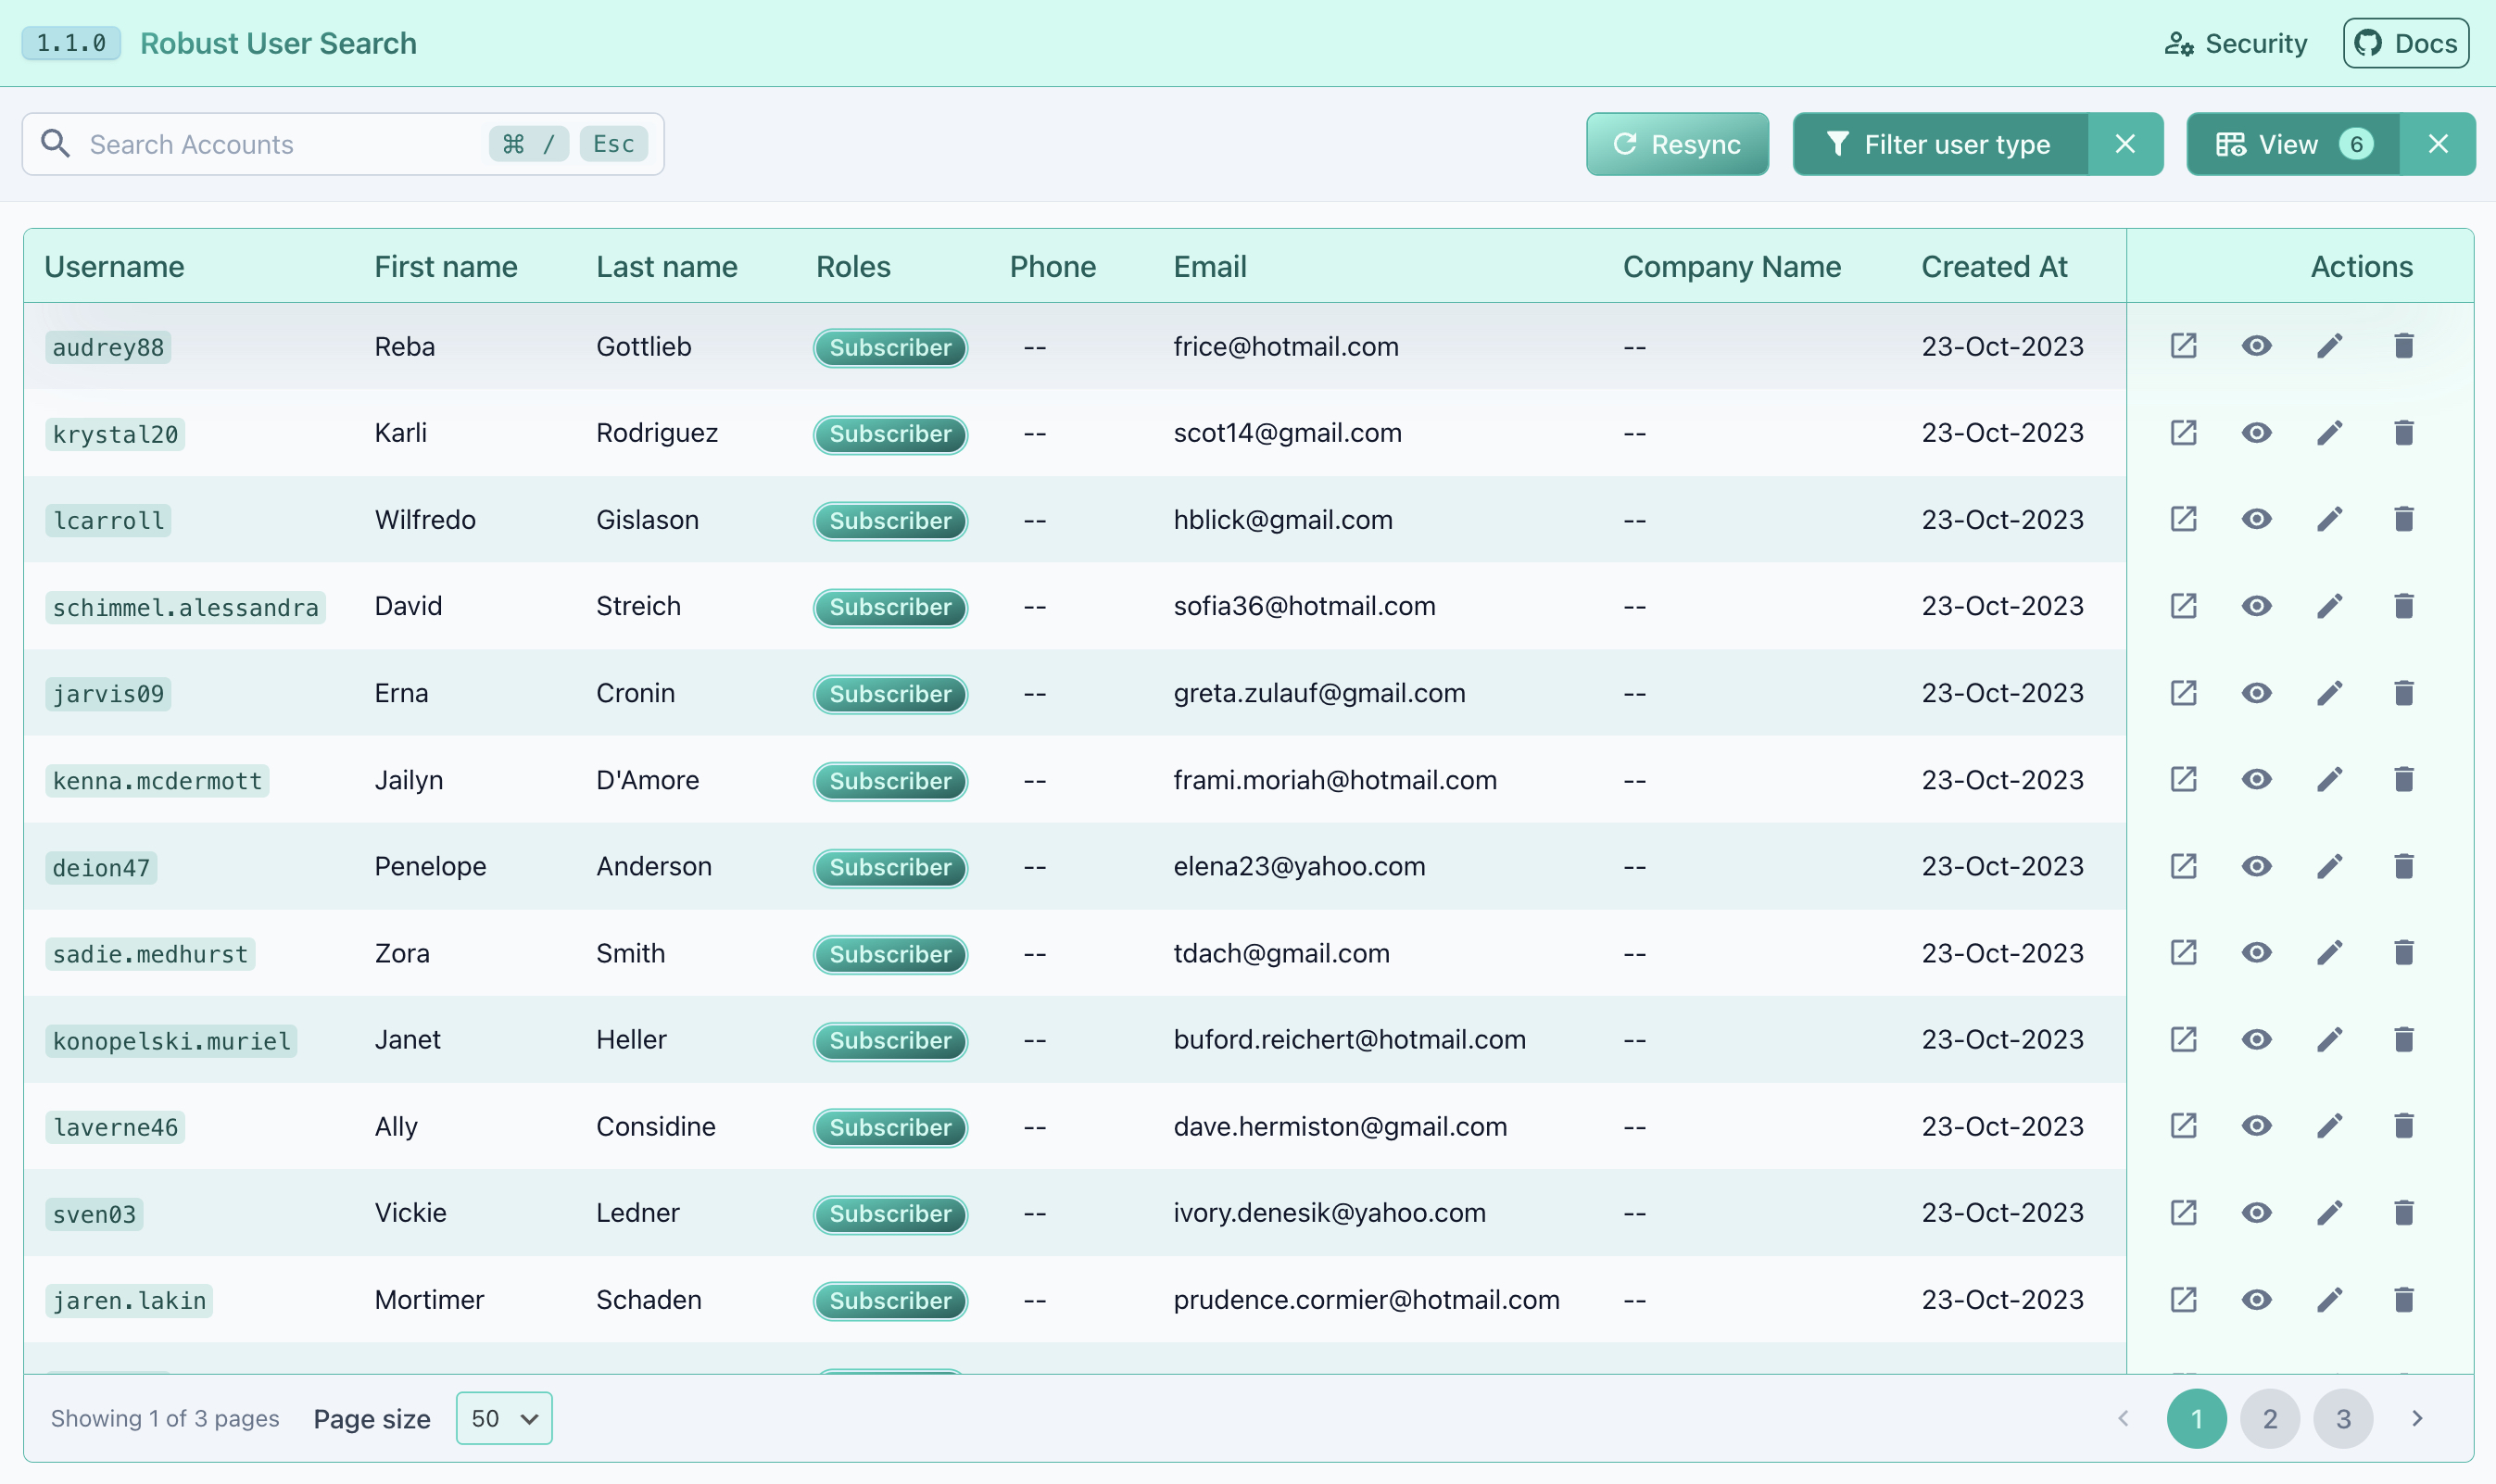 1.1.0 Robust User Search Security Docs
Search Accounts ⌘ / Esc Resync Filter user type View 6
Username First name Last name Roles Phone Email Company Name Created At Actions
audrey88 Reba Gottlieb Subscriber -- frice@hotmail.com -- 23-Oct-2023
krystal20 Karli Rodriguez Subscriber -- scot14@gmail.com -- 23-Oct-2023
lcarroll Wilfredo Gislason Subscriber -- hblick@gmail.com -- 23-Oct-2023
schimmel.alessandra David Streich Subscriber -- sofia36@hotmail.com -- 23-Oct-2023
jarvis09 Erna Cronin Subscriber -- greta.zulauf@gmail.com -- 23-Oct-2023
kenna.mcdermott Jailyn D'Amore Subscriber -- frami.moriah@hotmail.com -- 23-Oct-2023
deion47 Penelope Anderson Subscriber -- elena23@yahoo.com -- 23-Oct-2023
sadie.medhurst Zora Smith Subscriber -- tdach@gmail.com -- 23-Oct-2023
konopelski.muriel Janet Heller Subscriber -- buford.reichert@hotmail.com -- 23-Oct-2023
laverne46 Ally Considine Subscriber -- dave.hermiston@gmail.com -- 23-Oct-2023
sven03 Vickie Ledner Subscriber -- ivory.denesik@yahoo.com -- 23-Oct-2023
jaren.lakin Mortimer Schaden Subscriber -- prudence.cormier@hotmail.com -- 23-Oct-2023
Showing 1 of 3 pages Page size 50 1 2 3